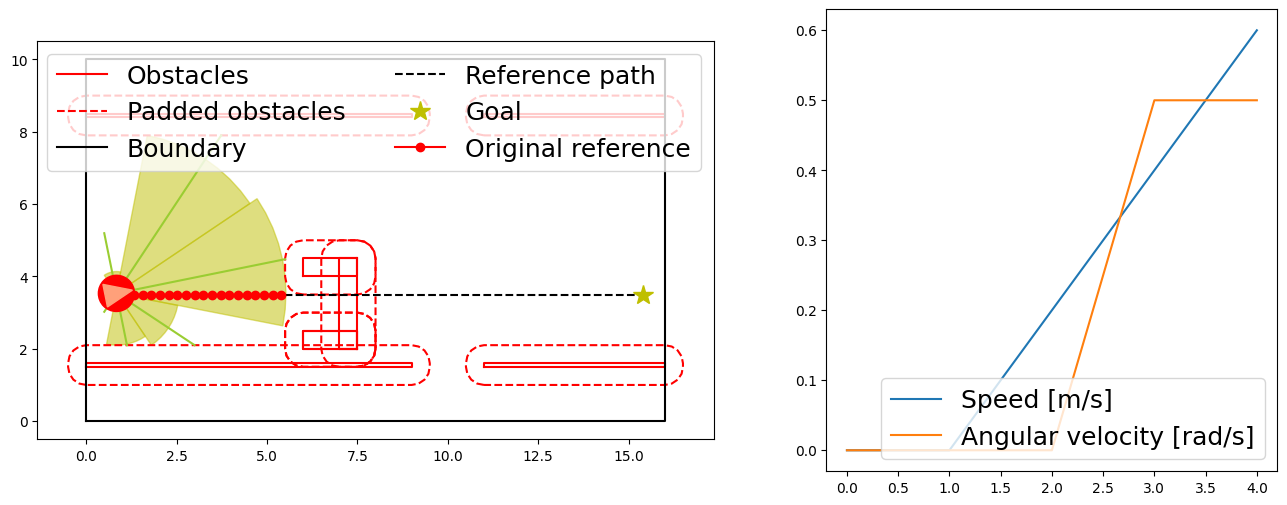 Obstacles
Padded obstacles
Boundary
Reference path
Goal
Original reference
10
8
6
4
2
0
0.0 2.5 5.0 7.5 10.0 12.5 15.0
0.6
0.5
0.4
0.3
0.2
0.1
0.0
Speed [m/s]
Angular velocity [rad/s]
0.0 0.5 1.0 1.5 2.0 2.5 3.0 3.5 4.0